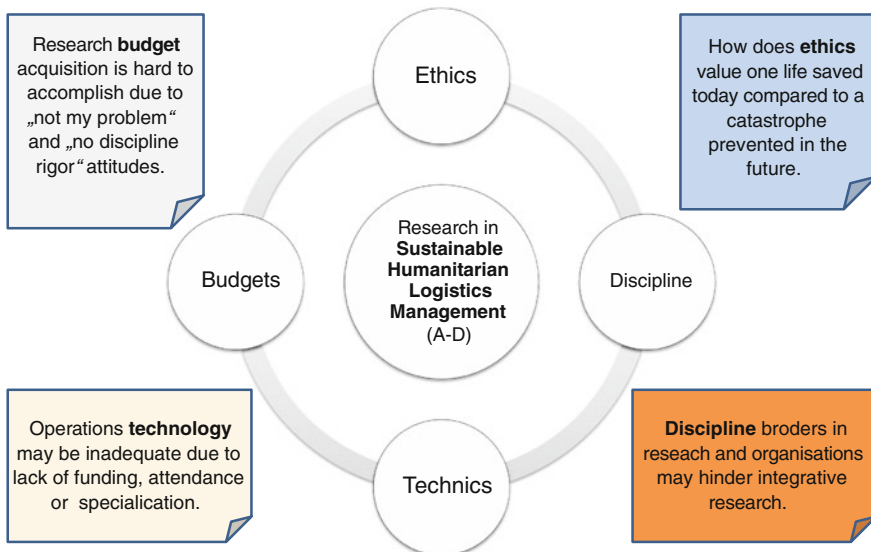 Research budget
acquisition is hard to
accomplish due to
„not my problem“
and „no discipline
rigor“ attitudes.
Ethics
How does ethics
value one life saved
today compared to a
catastrophe
prevented in the
future.
Budgets
Research in
Sustainable
Humanitarian
Logistics
Management
(A-D)
Discipline
Operations technology
may be inadequate due to
lack of funding, attendance
or specialication.
Technics
Discipline broders in
reseach and organisations
may hinder integrative
research.